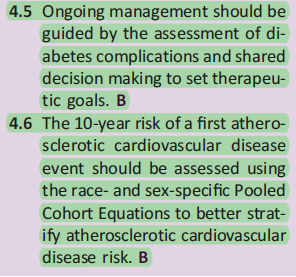 4.5 Ongoing management should be
guided by the assessment of di-
abetes complications and shared
decision making to set therapeu-
tic goals. B
4.6 The 10-year risk of a first athero-
sclerotic cardiovascular disease
event should be assessed using
the race- and sex-specific Pooled
Cohort Equations to better strat-
ify atherosclerotic cardiovascular
disease risk. B